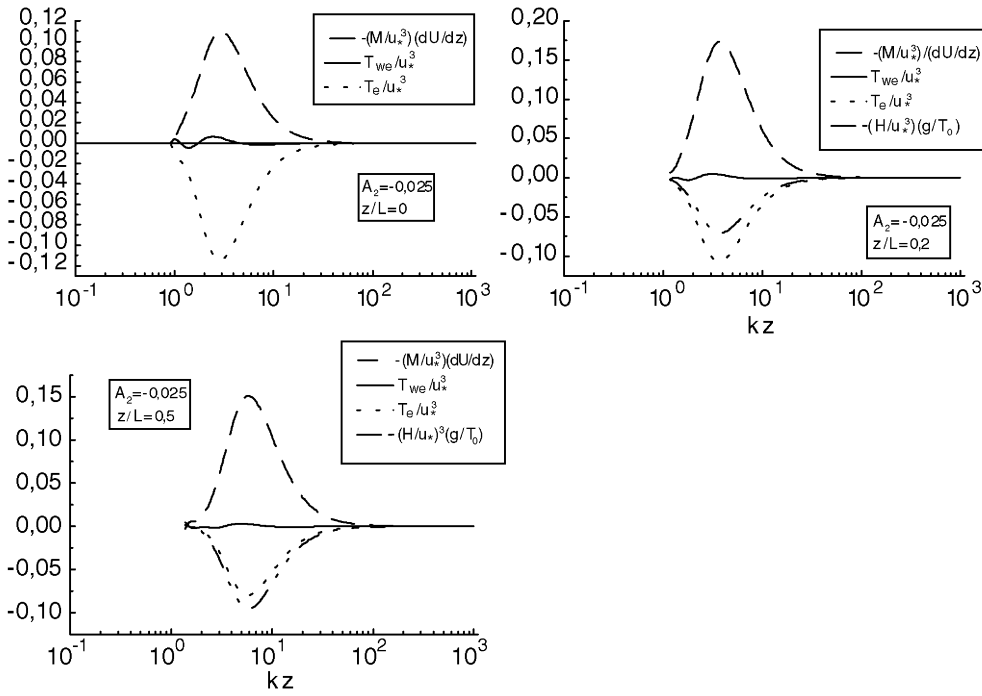 0,12
0,10
0,08
0,06
0,04
0,02
0,00
-0,02
-0,04
-0,06
-0,08
-0,10
-0,12
10⁻¹ 10⁰ 10¹ 10² 10³
-(M/u*³)(dU/dz)
Twe/u*³
Te/u*³
A₂=-0,025
z/L=0
0,20
0,15
0,10
0,05
0,00
-0,05
-0,10
10⁻¹ 10⁰ 10¹ 10² 10³
kz
-(M/u*³)/(dU/dz)
Twe/u*³
Te/u*³
-(H/u*³)(g/T₀)
A₂=-0,025
z/L=0,2
0,15
0,10
0,05
0,00
-0,05
-0,10
10⁻¹ 10⁰ 10¹ 10² 10³
kz
A₂=-0,025
z/L=0,5
-(M/u*³)(dU/dz)
Twe/u*³
Te/u*³
-(H/u*)³(g/T₀)